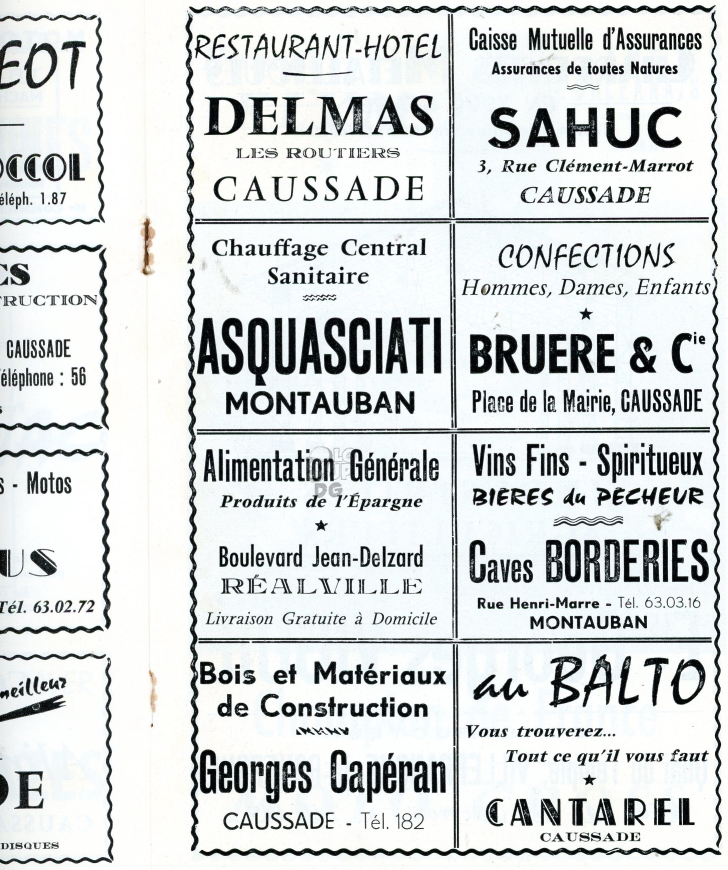 EOT
OCCOL
éléph. 1.87
CS
TRUCTION
CAUSSADE
éléphone : 56
s
s - Motos
US
Tél. 63.02.72
meilleur
DE
DISQUES
RESTAURANT-HOTEL
DELMAS
LES ROUTIERS
CAUSSADE
Caisse Mutuelle d'Assurances
Assurances de toutes Natures
SAHUC
3, Rue Clément-Marrot
CAUSSADE
Chauffage Central
Sanitaire
ASQUASCIATI
MONTAUBAN
CONFECTIONS
Hommes, Dames, Enfants
BRUERE & Cie
Place de la Mairie, CAUSSADE
Alimentation Générale
Produits de l'Épargne
Boulevard Jean-Delzard
RÉALVILLE
Livraison Gratuite à Domicile
Vins Fins - Spiritueux
BIERES du PECHEUR
Caves BORDERIES
Rue Henri-Marre - Tél. 63.03.16
MONTAUBAN
Bois et Matériaux
de Construction
Georges Capéran
CAUSSADE - Tél. 182
au BALTO
Vous trouverez...
Tout ce qu'il vous faut
CANTAREL
CAUSSADE